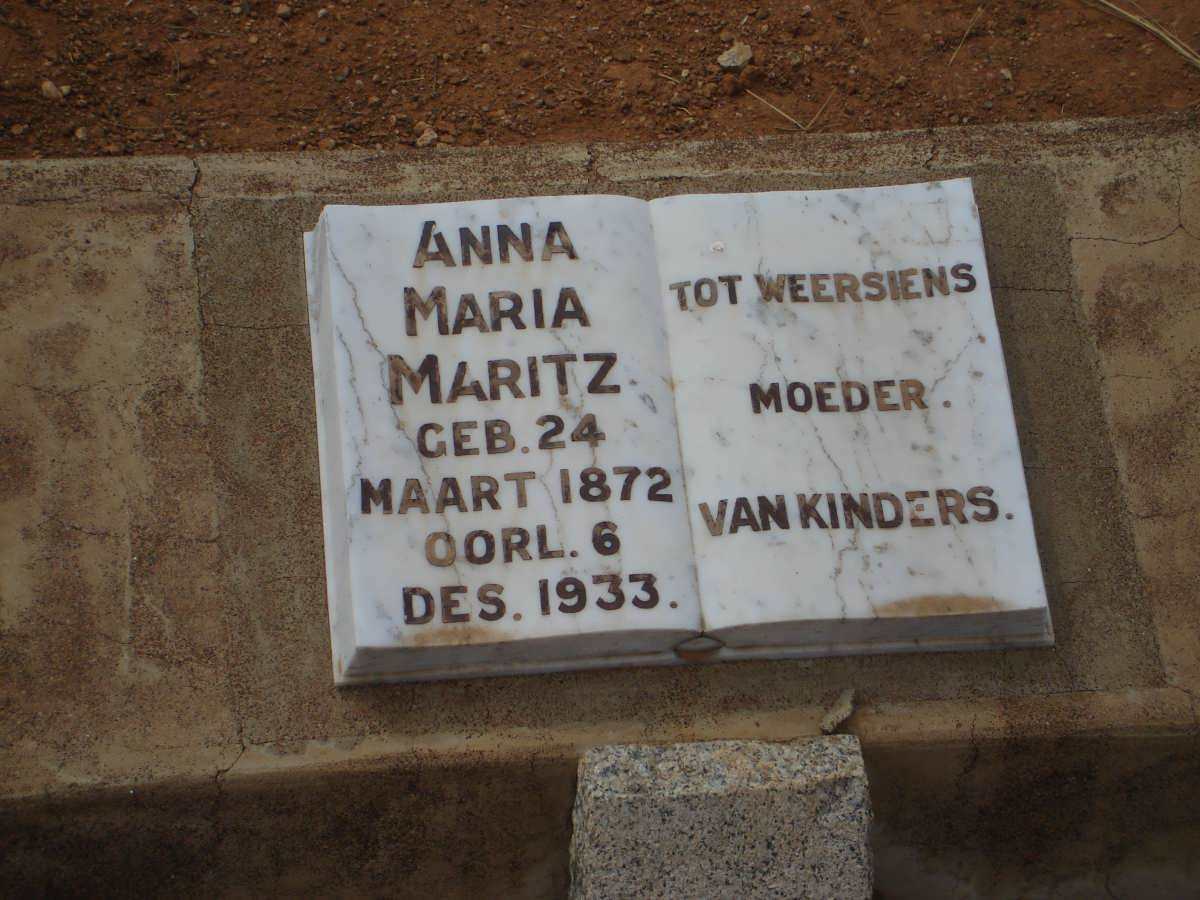 ANNA
MARIA
MARITZ
GEB. 24
MAART 1872
OORL. 6
DES. 1933.
TOT WEERSIENS
MOEDER.
VAN KINDERS.